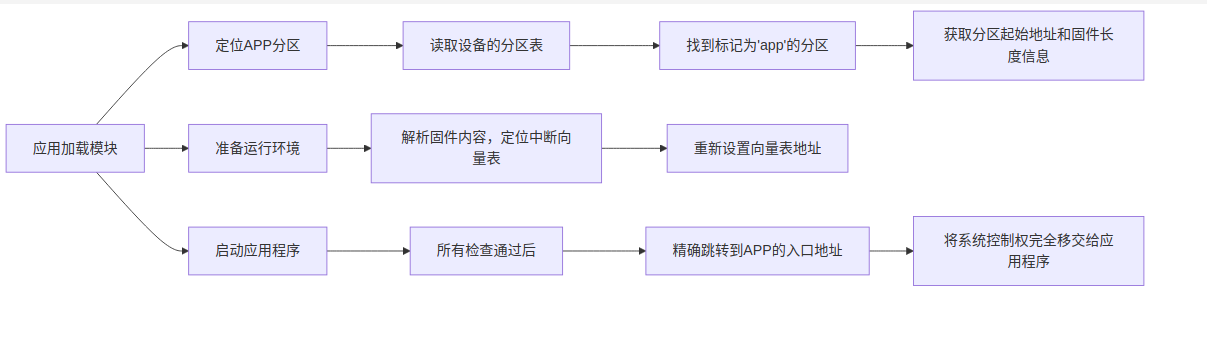 应用加载模块
定位APP分区
读取设备的分区表
找到标记为'app'的分区
获取分区起始地址和固件长
度信息
准备运行环境
解析固件内容，定位中断向
量表
重新设置向量表地址
启动应用程序
所有检查通过后
精确跳转到APP的入口地址
将系统控制权完全移交给应
用程序